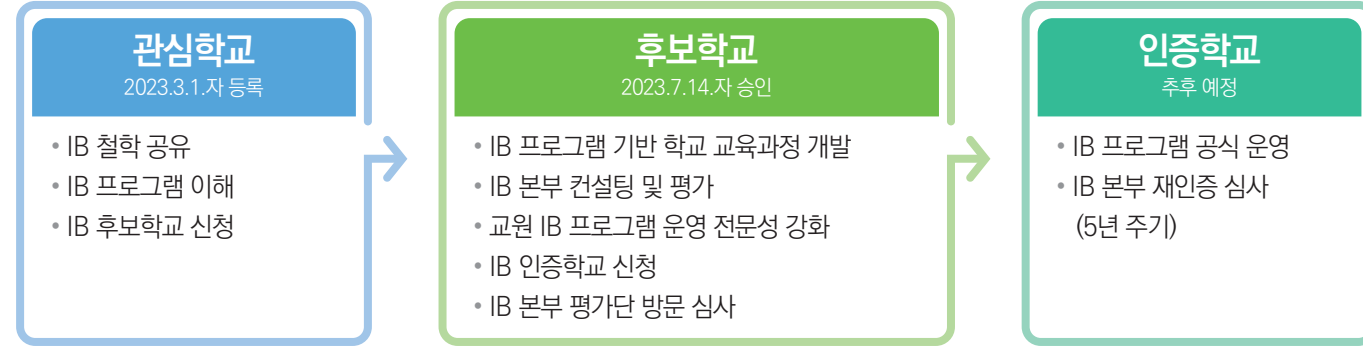 관심학교
2023.3.1.자 등록
• IB 철학 공유
• IB 프로그램 이해
• IB 후보학교 신청
후보학교
2023.7.14.자 승인
• IB 프로그램 기반 학교 교육과정 개발
• IB 본부 컨설팅 및 평가
• 교원 IB 프로그램 운영 전문성 강화
• IB 인증학교 신청
• IB 본부 평가단 방문 심사
인증학교
추후 예정
• IB 프로그램 공식 운영
• IB 본부 재인증 심사
(5년 주기)